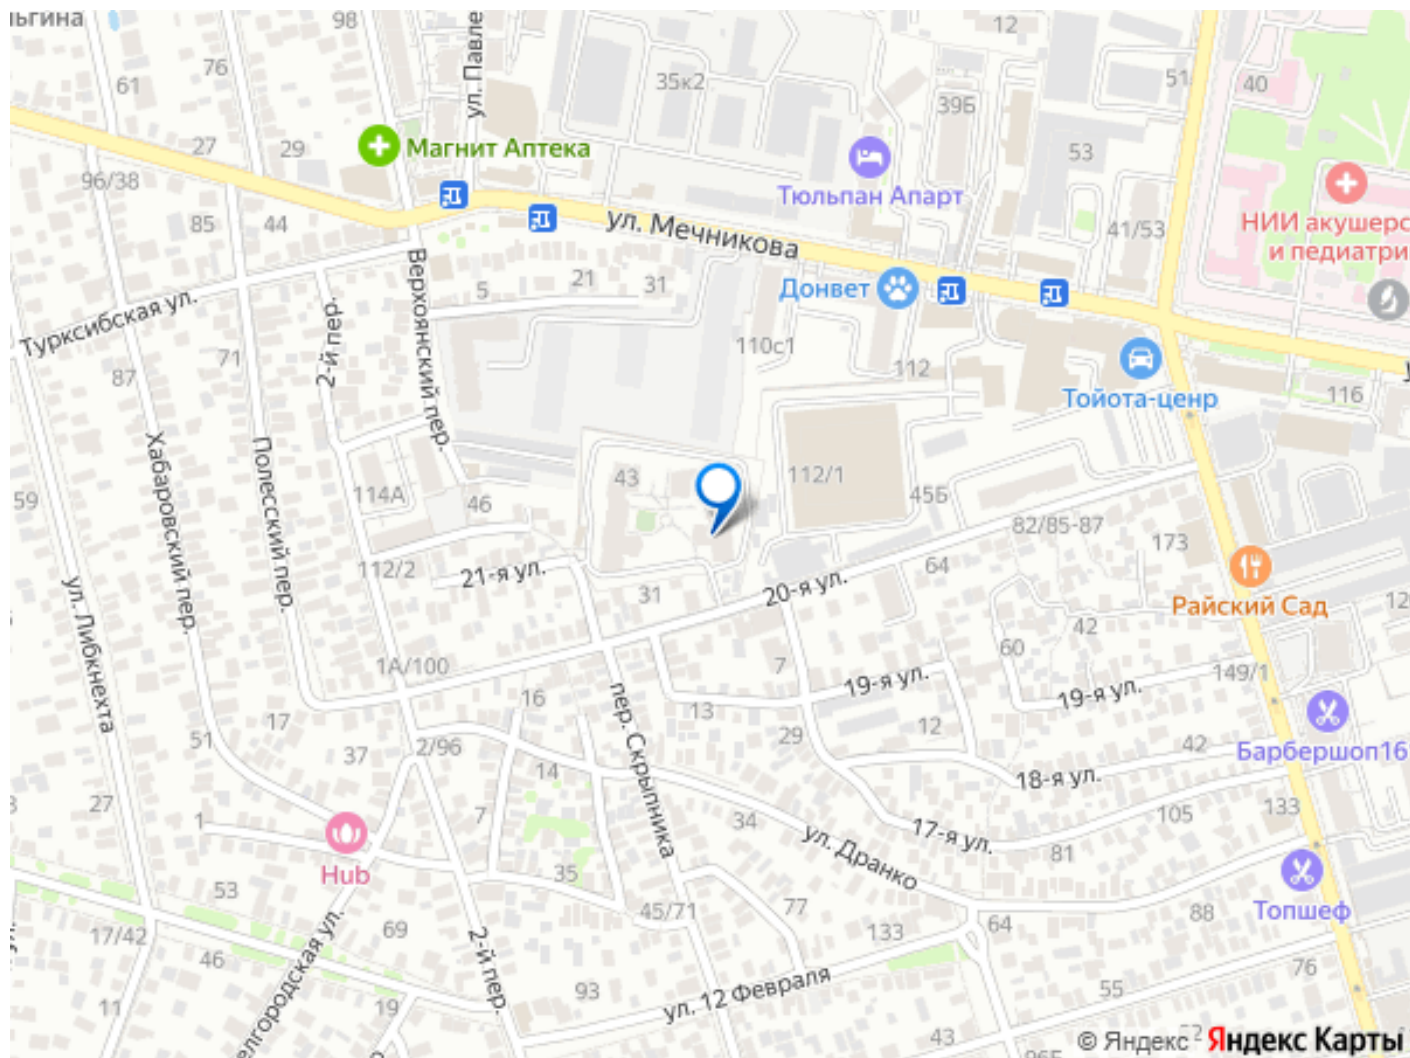 98
12
61
76
ул. Павле
35к2
39Б
51
40
27
29
Магнит Аптека
53
96/38
Тюльпан Апарт
НИИ акушерс
и педиатри
85
44
ул. Мечникова
41/53
Верхоянский пер.
5
21
31
Донвет
Турксибская ул.
2-й пер.
110с1
112
71
87
Тойота-ценр
116
Хабаровский пер.
Полесский пер.
114А
46
43
112/1
45Б
59
82/85-87
173
112/2
21-я ул.
31
20-я ул.
64
Райский Сад
ул. Либкнехта
42
60
1А/100
7
19-я ул.
19-я ул.
149/1
16
пер. Скрыпника
13
17
51
37
2/96
29
12
42
Барбершоп16
14
18-я ул.
27
1
7
34
ул. Дранко
17-я ул.
105
133
81
Hub
35
53
77
Топшеф
45/71
88
17/42
69
133
64
46
2-й пер.
76
елгородская ул.
93
ул. 12 Февраля
55
11
19
43
© Яндекс
Яндекс Карты